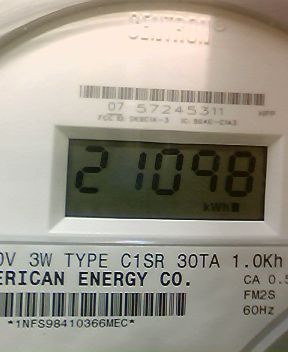 CENTRON
07 57245311
HPP
21098
kWh
0V 3W TYPE C1SR 30TA 1.0Kh
ERICAN ENERGY CO.
CA 0.5
FM2S
60Hz
*1NFS98410366MEC*